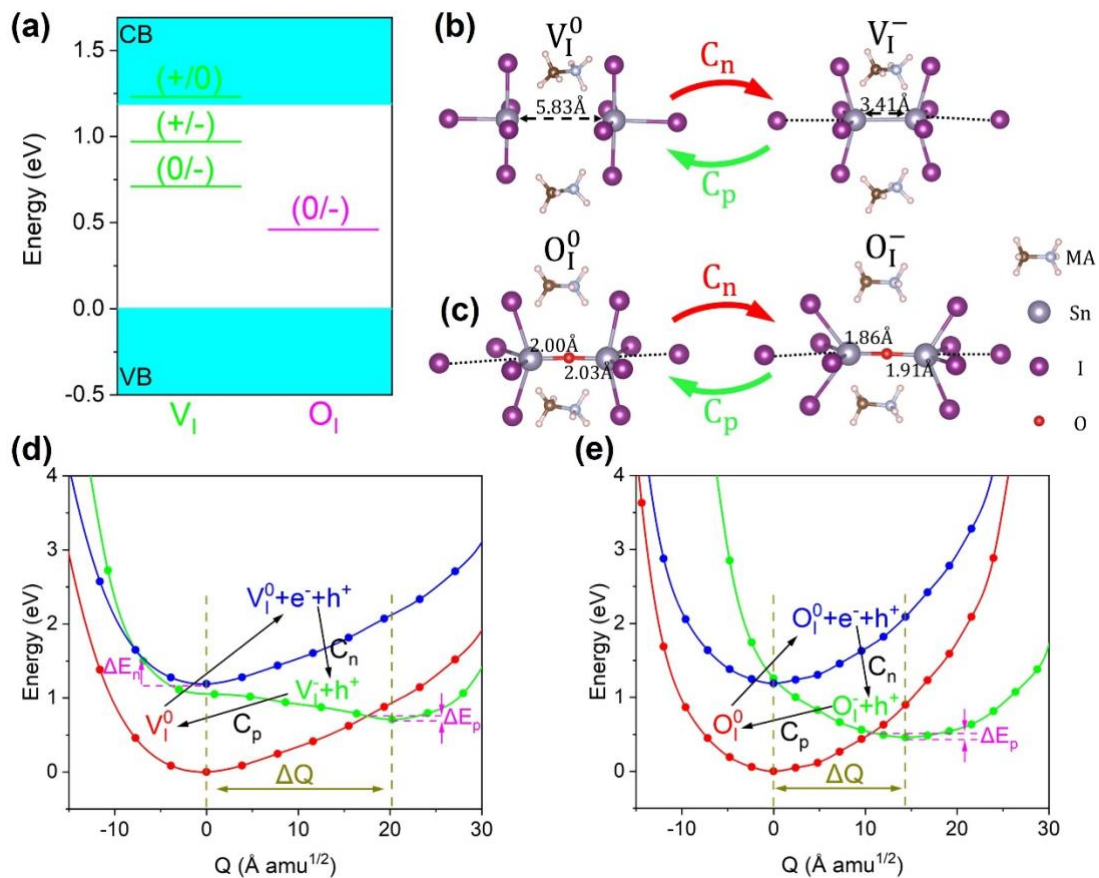 (a)
CB
1.5
1.0
0.5
0.0
-0.5
Energy (eV)
(+/0)
(+/-)
(0/-)
(0/-)
VB
V_I
O_I
(b)
V_I^0
C_n
V_I^−
5.83Å
3.41Å
C_p
(c)
O_I^0
C_n
O_I^−
2.00Å
2.03Å
1.86Å
1.91Å
C_p
MA
Sn
I
O
(d)
4
3
2
1
0
Energy (eV)
V_I^0+e^-+h^+
C_n
ΔE_n
V_I^-+h^+
V_I^0
C_p
ΔE_p
ΔQ
-10 0 10 20 30
Q (Å amu^1/2)
(e)
4
3
2
1
0
Energy (eV)
O_I^0+e^-+h^+
C_n
O_I^-+h^+
O_I^0
C_p
ΔE_p
ΔQ
-10 0 10 20 30
Q (Å amu^1/2)